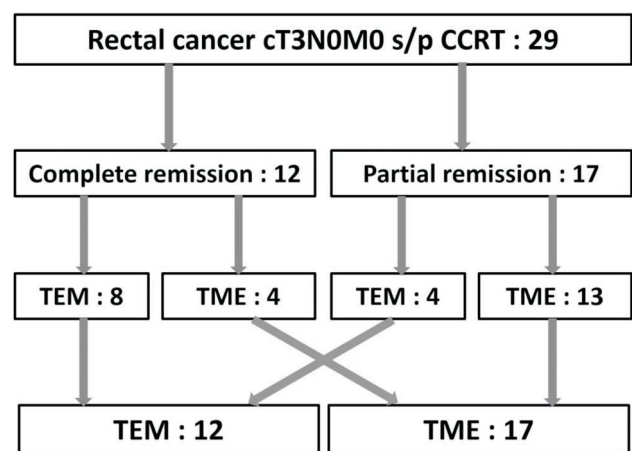 Rectal cancer cT3N0M0 s/p CCRT : 29
Complete remission : 12
Partial remission : 17
TEM : 8
TME : 4
TEM : 4
TME : 13
TEM : 12
TME : 17